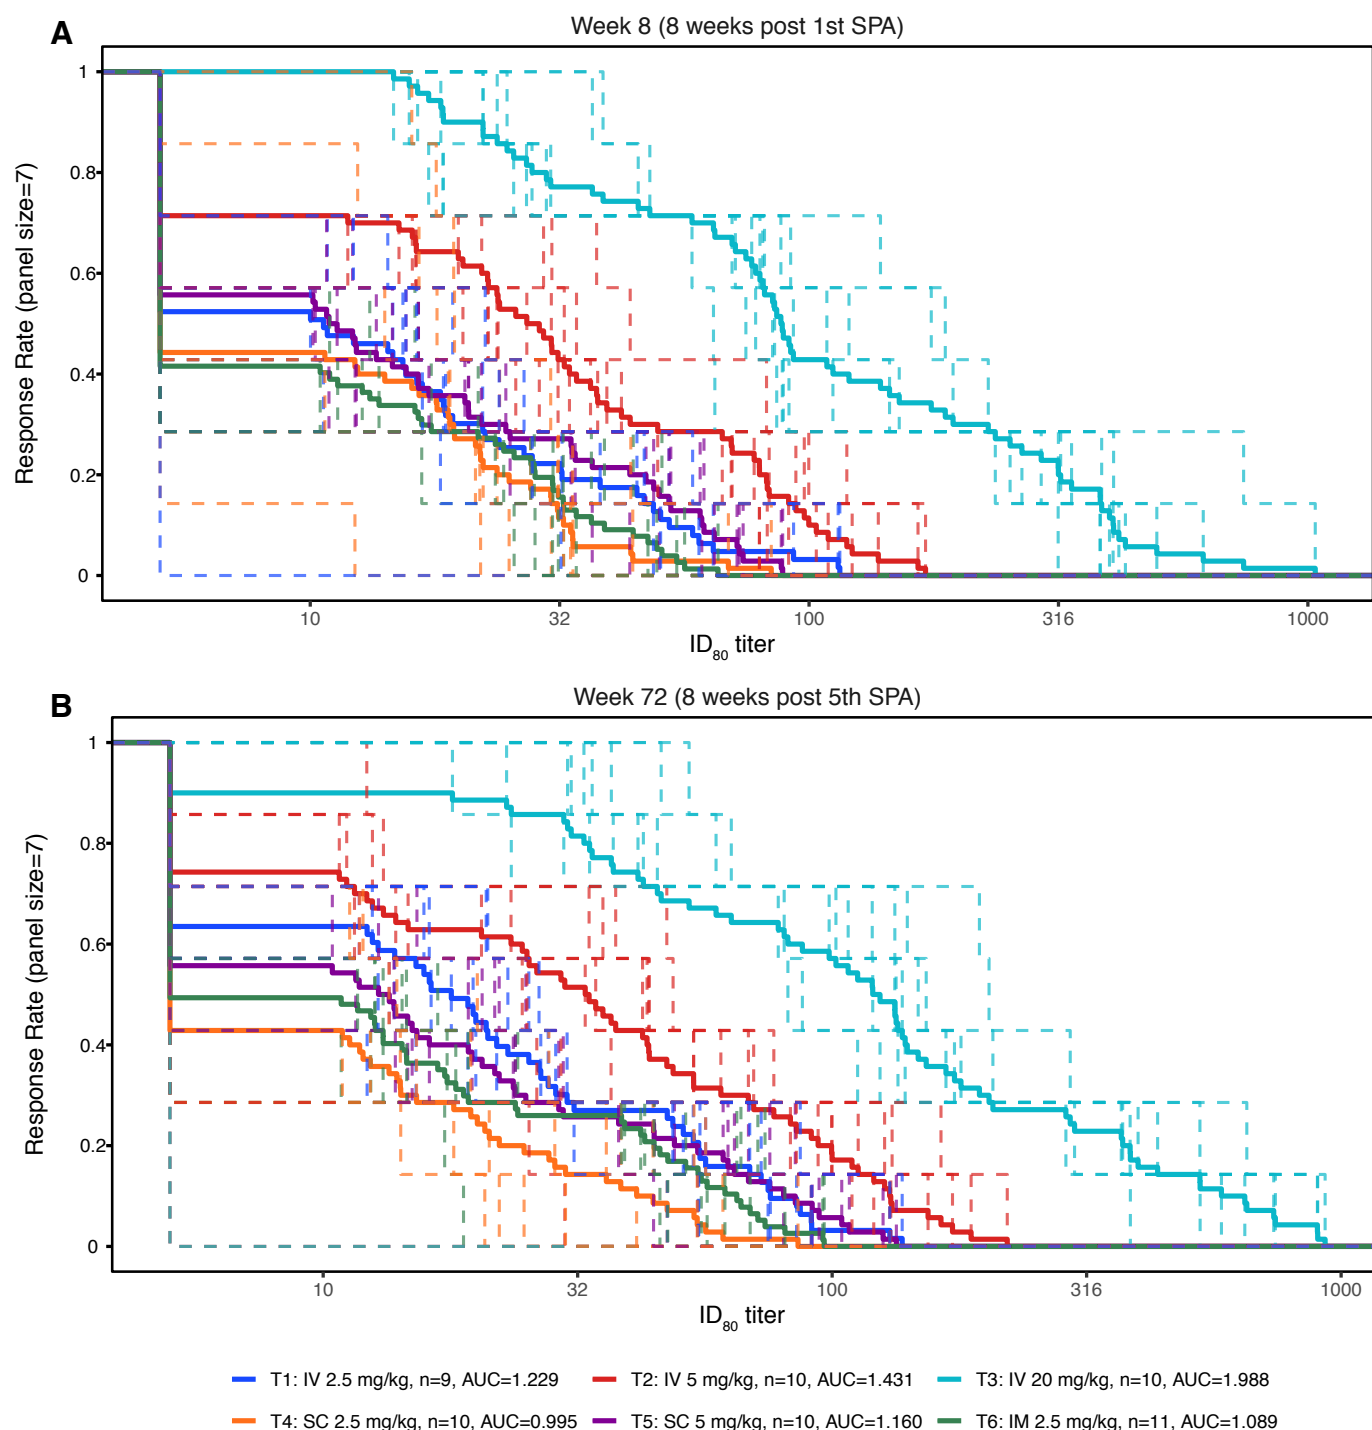 A
Week 8 (8 weeks post 1st SPA)
Response Rate (panel size=7)
1
0.8
0.6
0.4
0.2
0
10 32 100 316 1000
ID80 titer
B
Week 72 (8 weeks post 5th SPA)
Response Rate (panel size=7)
1
0.8
0.6
0.4
0.2
0
10 32 100 316 1000
ID80 titer
T1: IV 2.5 mg/kg, n=9, AUC=1.229 T2: IV 5 mg/kg, n=10, AUC=1.431 T3: IV 20 mg/kg, n=10, AUC=1.988
T4: SC 2.5 mg/kg, n=10, AUC=0.995 T5: SC 5 mg/kg, n=10, AUC=1.160 T6: IM 2.5 mg/kg, n=11, AUC=1.089